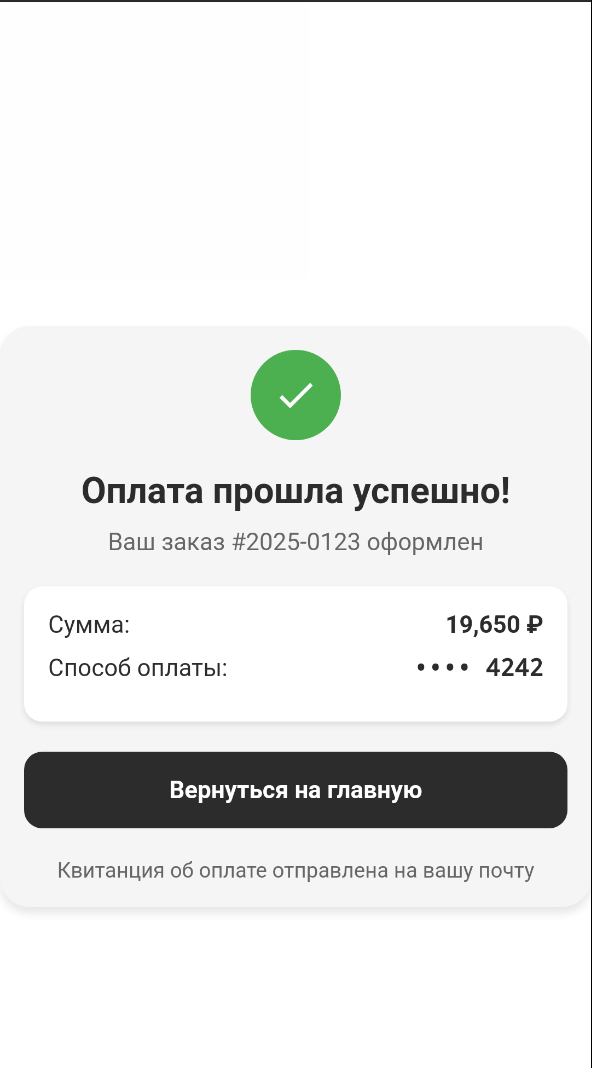 Оплата прошла успешно!
Ваш заказ #2025-0123 оформлен
Сумма: 19,650 ₽
Способ оплаты: •••• 4242
Вернуться на главную
Квитанция об оплате отправлена на вашу почту